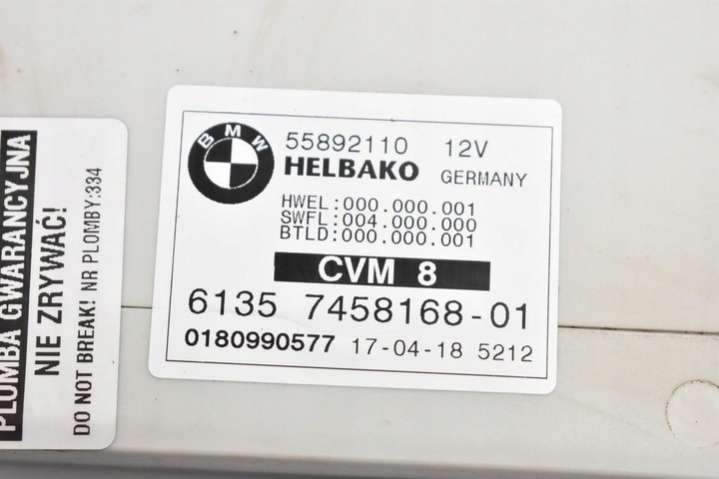 PLOMBA GWARANCYJNA
NIE ZRYWAĆ!
DO NOT BREAK! NR PLOMBY:334
BMW
55892110 12V
HELBAKO GERMANY
HWEL:000.000.001
SWFL:004.000.000
BTLD:000.000.001
CVM 8
6135 7458168-01
0180990577 17-04-18 5212